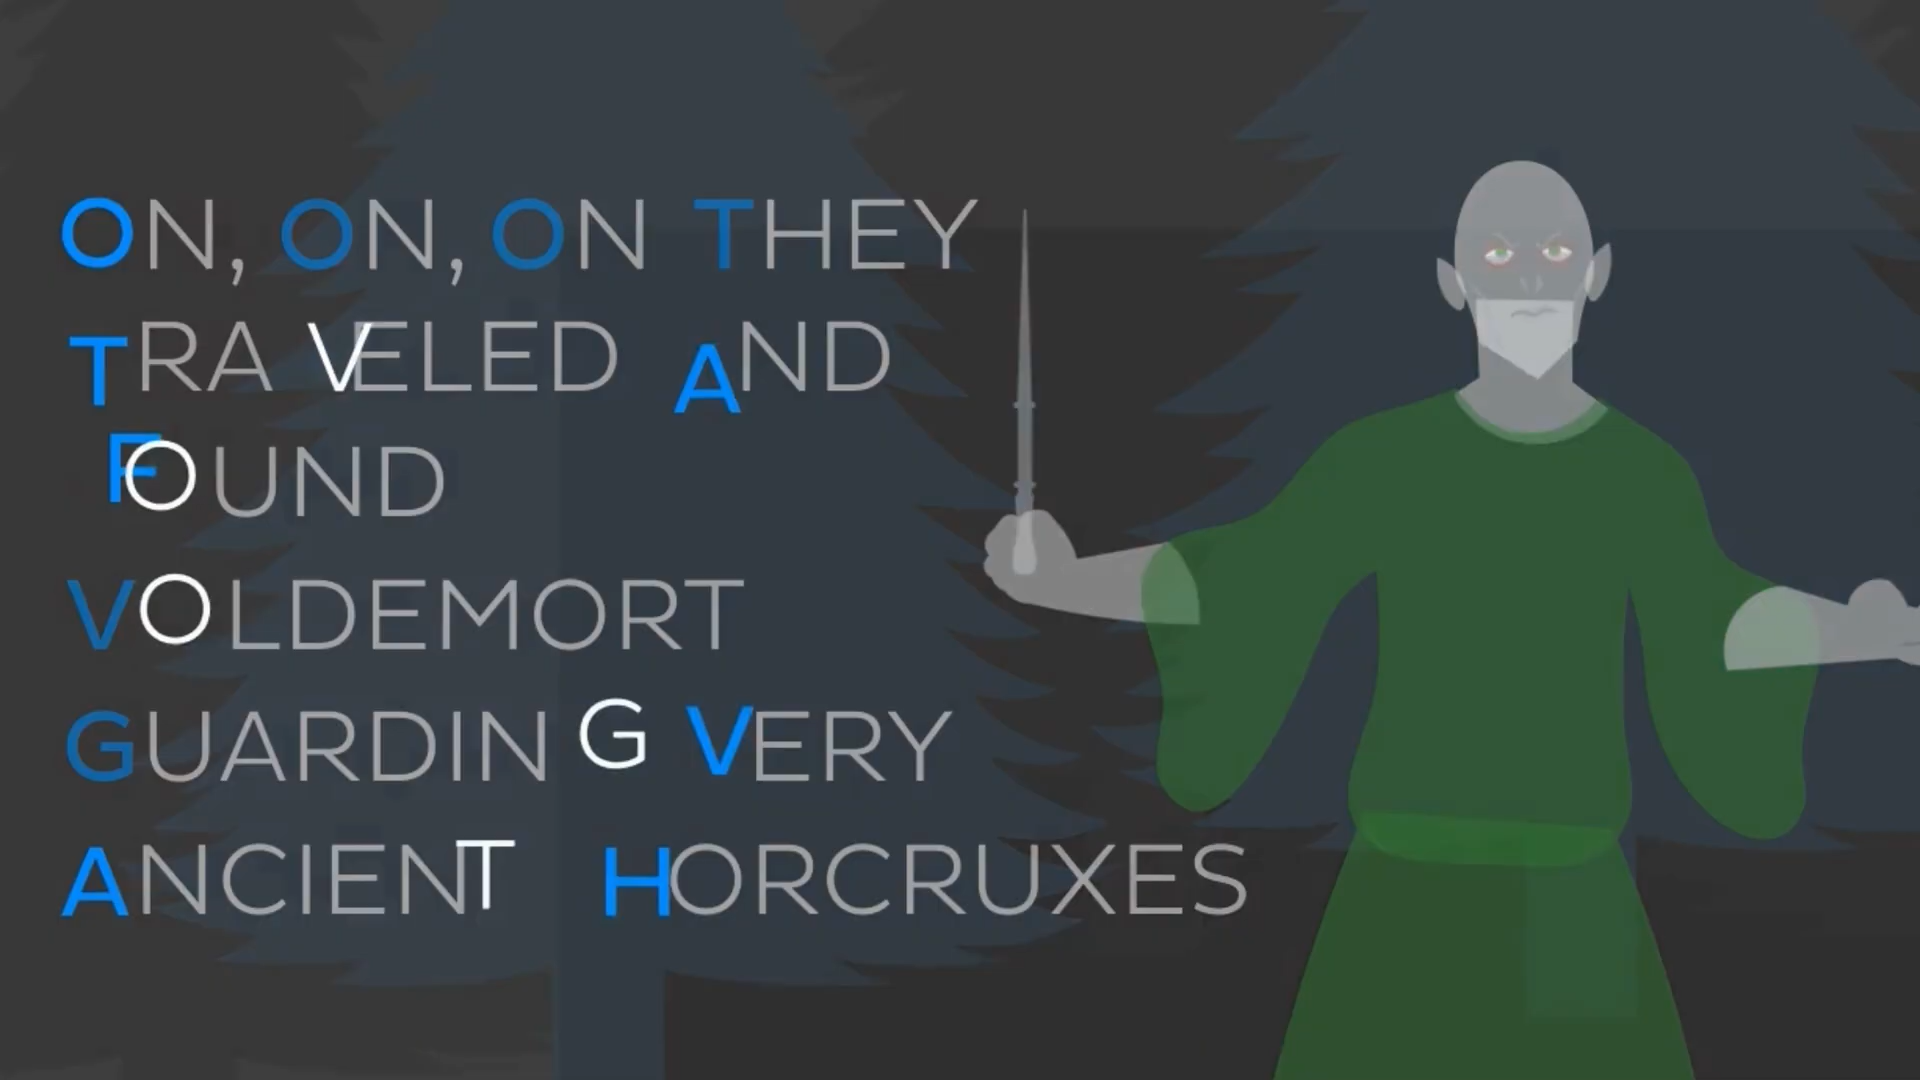 ON, ON, ON THEY
TRAVELED AND
FOUND
VOLDEMORT
GUARDING VERY
ANCIENT HORCRUXES